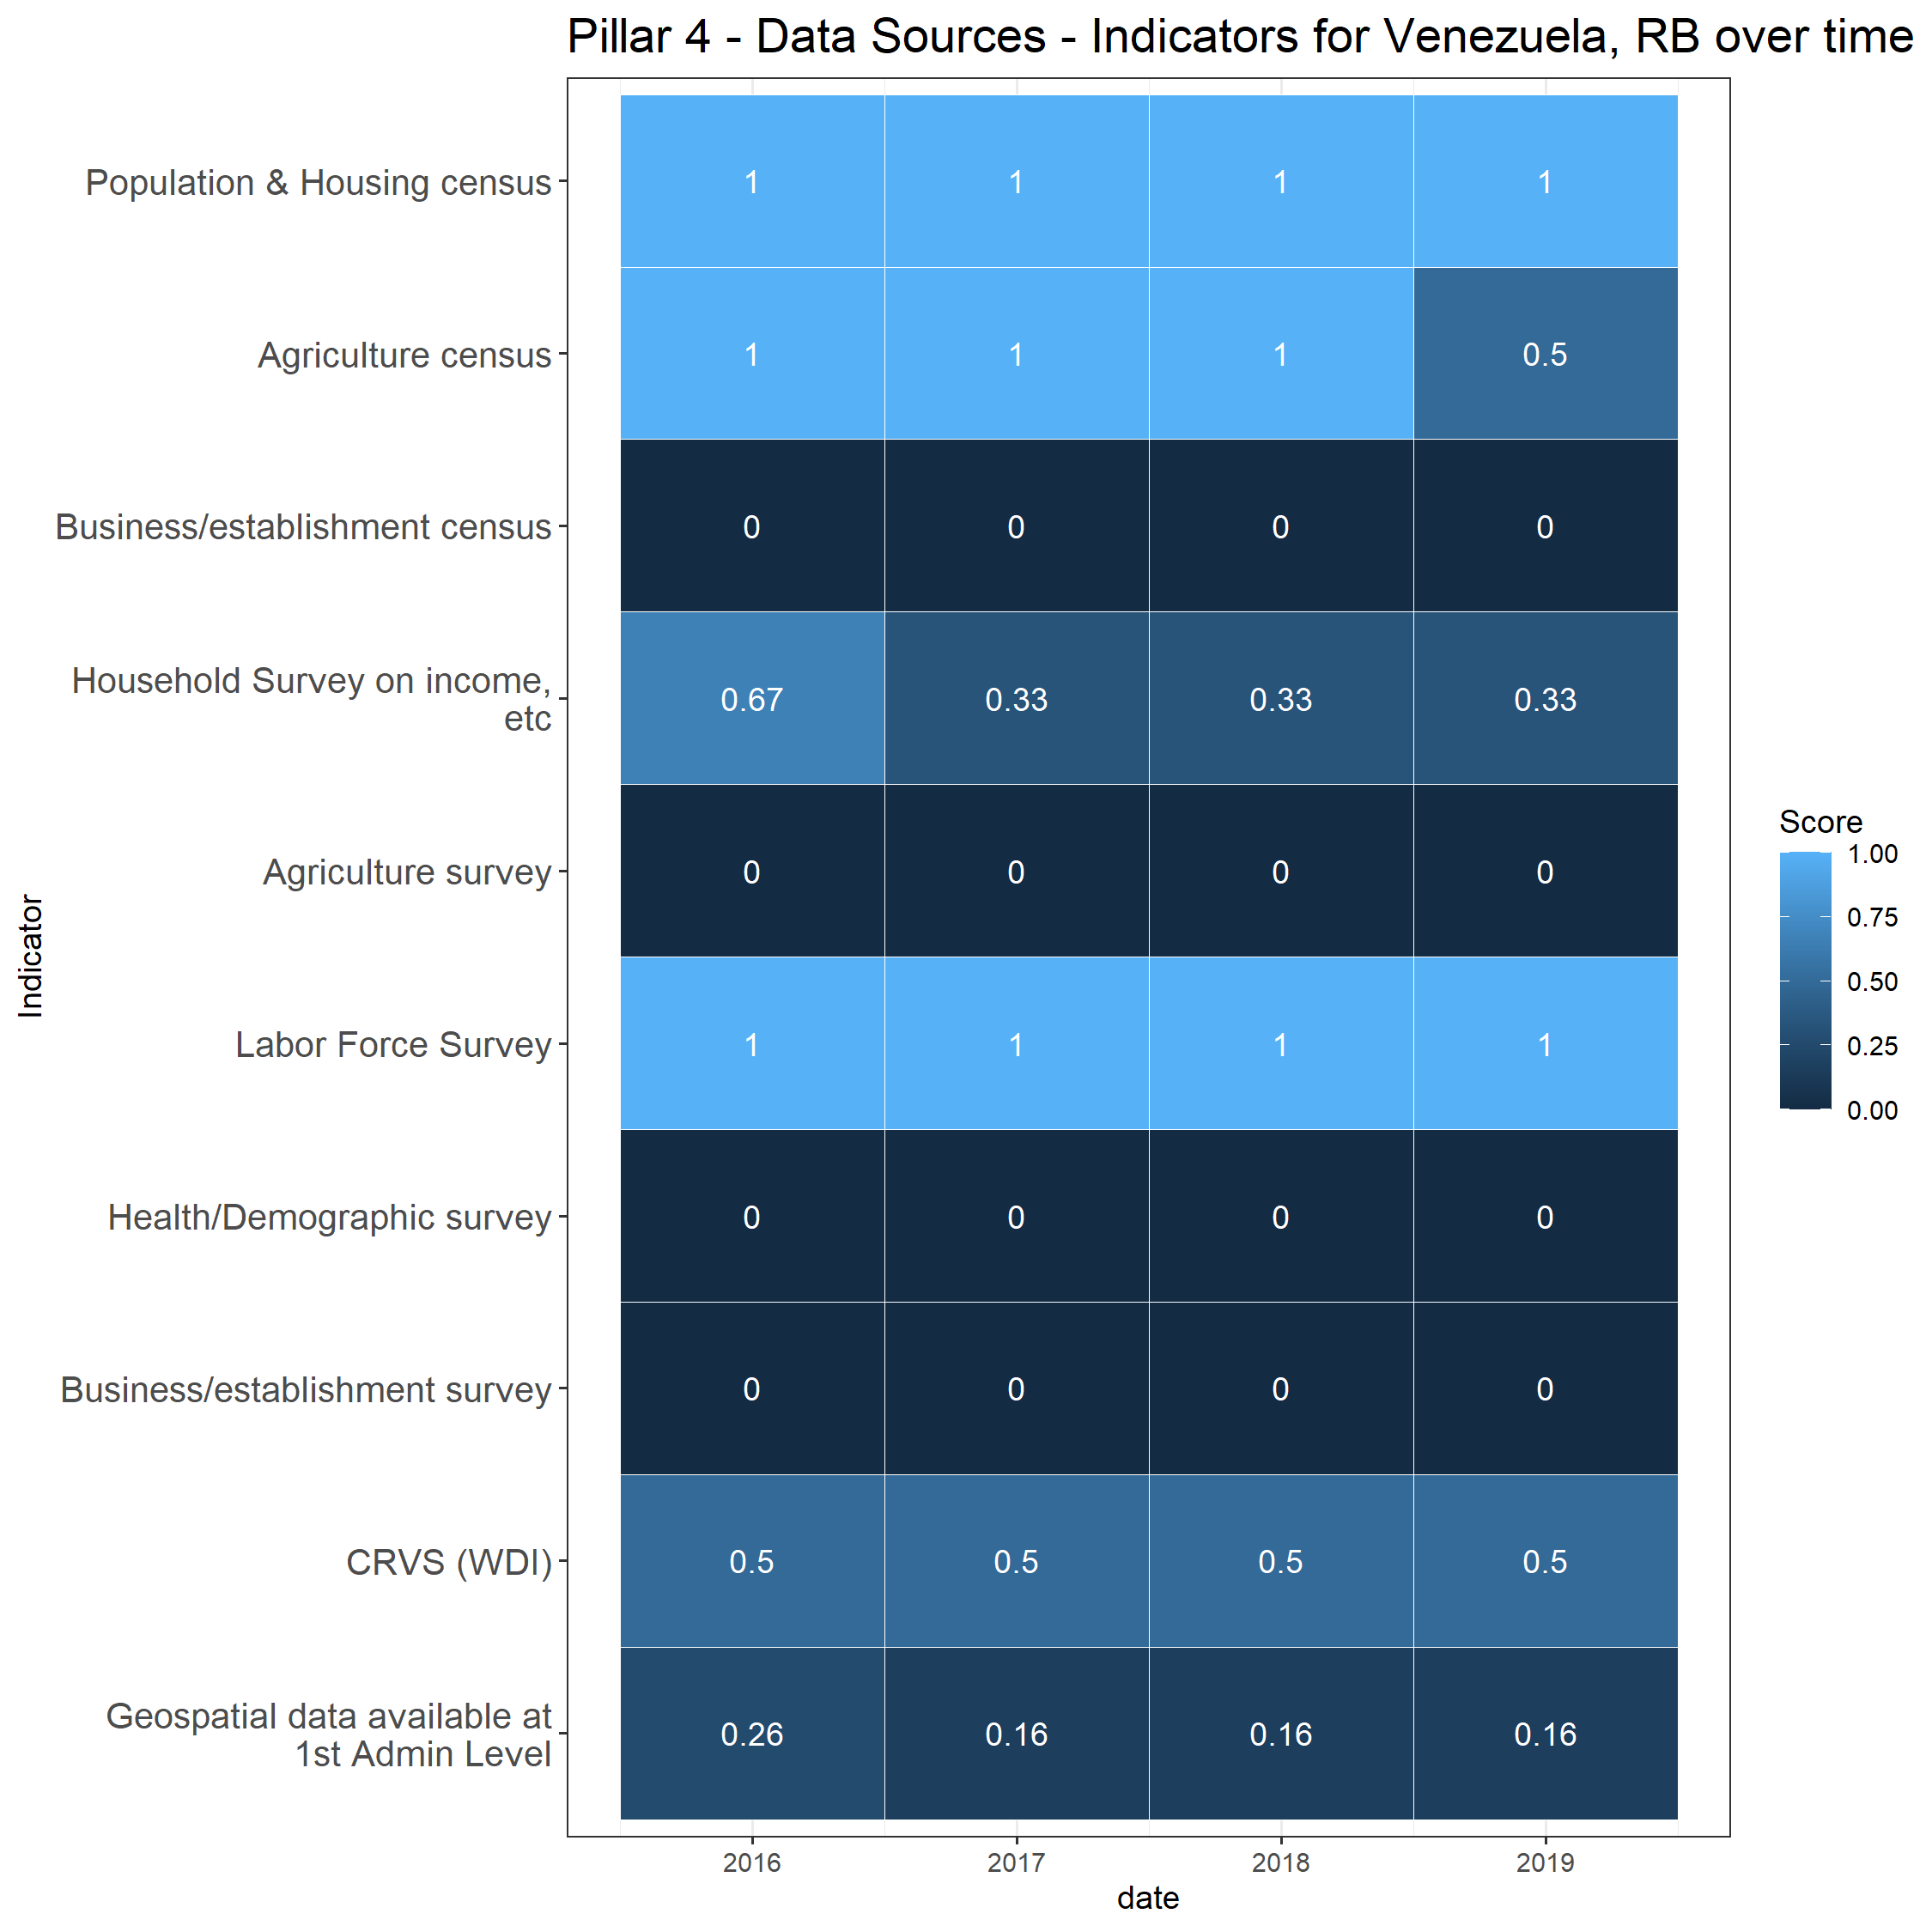 Pillar 4 - Data Sources - Indicators for Venezuela, RB over time
Population & Housing census 1 1 1 1
Agriculture census 1 1 1 0.5
Business/establishment census 0 0 0 0
Household Survey on income,
etc 0.67 0.33 0.33 0.33
Agriculture survey 0 0 0 0
Labor Force Survey 1 1 1 1
Health/Demographic survey 0 0 0 0
Business/establishment survey 0 0 0 0
CRVS (WDI) 0.5 0.5 0.5 0.5
Geospatial data available at
1st Admin Level 0.26 0.16 0.16 0.16
2016 2017 2018 2019
date
Indicator
Score
1.00
0.75
0.50
0.25
0.00